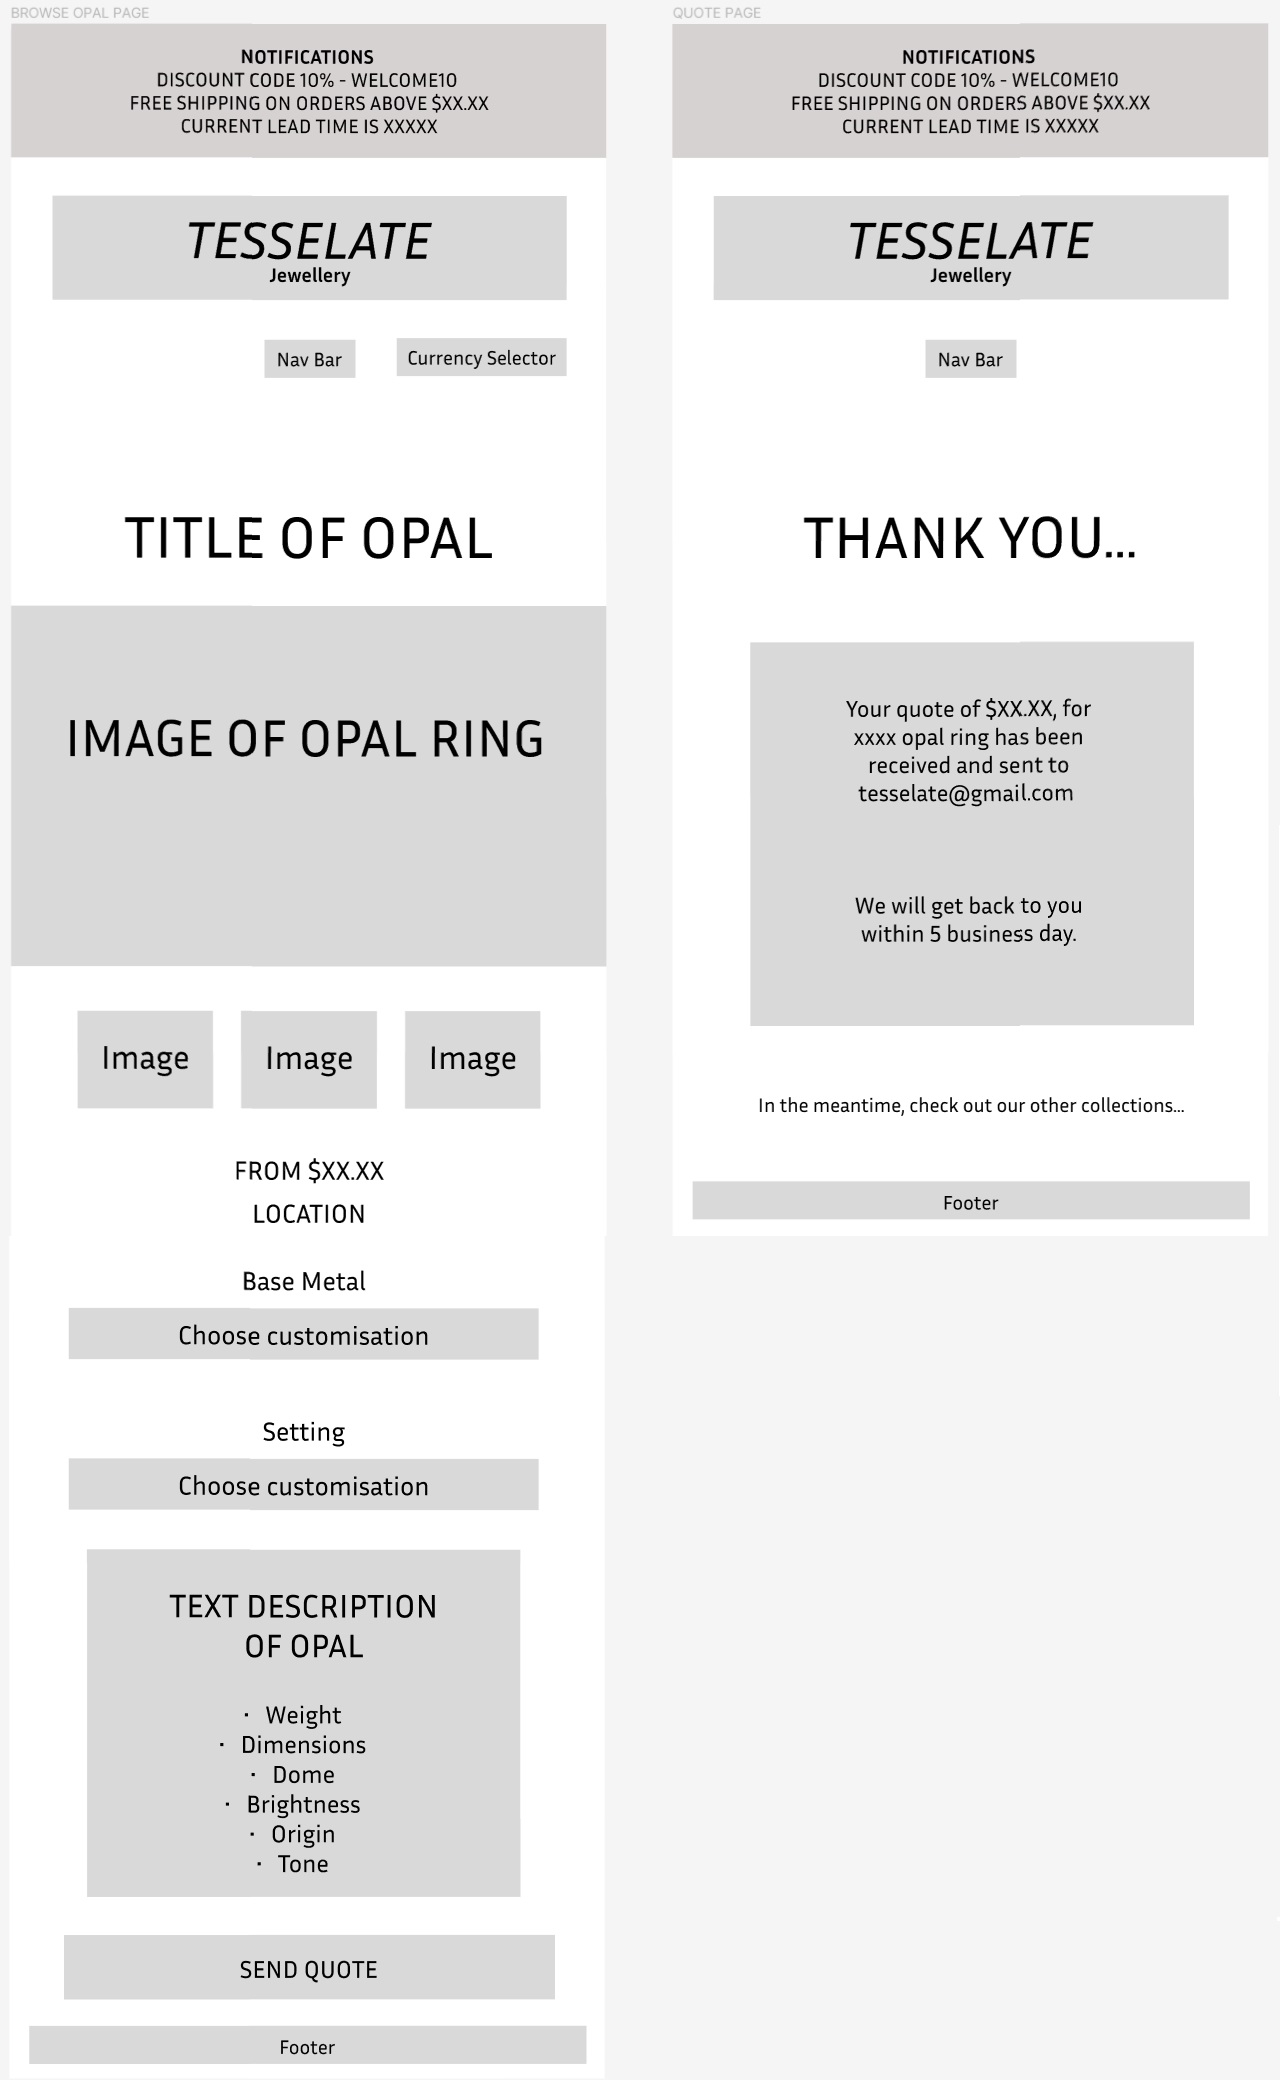 BROWSE OPAL PAGE
NOTIFICATIONS
DISCOUNT CODE 10% - WELCOME10
FREE SHIPPING ON ORDERS ABOVE $XX.XX
CURRENT LEAD TIME IS XXXXX
TESSELATE
Jewellery
Nav Bar
Currency Selector
TITLE OF OPAL
IMAGE OF OPAL RING
Image
Image
Image
FROM $XX.XX
LOCATION
Base Metal
Choose customisation
Setting
Choose customisation
TEXT DESCRIPTION
OF OPAL
· Weight
· Dimensions
· Dome
· Brightness
· Origin
· Tone
SEND QUOTE
Footer
QUOTE PAGE
NOTIFICATIONS
DISCOUNT CODE 10% - WELCOME10
FREE SHIPPING ON ORDERS ABOVE $XX.XX
CURRENT LEAD TIME IS XXXXX
TESSELATE
Jewellery
Nav Bar
THANK YOU...
Your quote of $XX.XX, for
xxxx opal ring has been
received and sent to
tesselate@gmail.com
We will get back to you
within 5 business day.
In the meantime, check out our other collections...
Footer